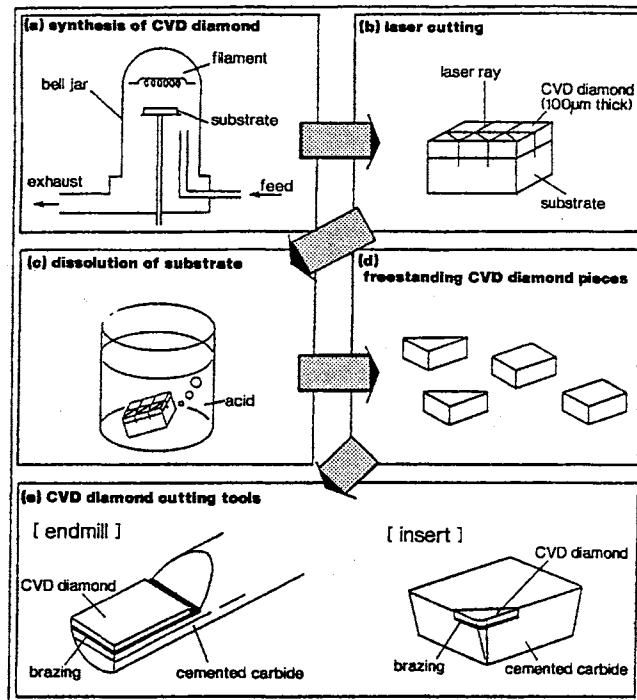 (a) synthesis of CVD diamond
filament
bell jar
substrate
exhaust
feed
(b) laser cutting
laser ray
CVD diamond
(100μm thick)
substrate
(c) dissolution of substrate
acid
(d)
freestanding CVD diamond pieces
(e) CVD diamond cutting tools
[ endmill ]
CVD diamond
brazing
cemented carbide
[ insert ]
CVD diamond
brazing
cemented carbide